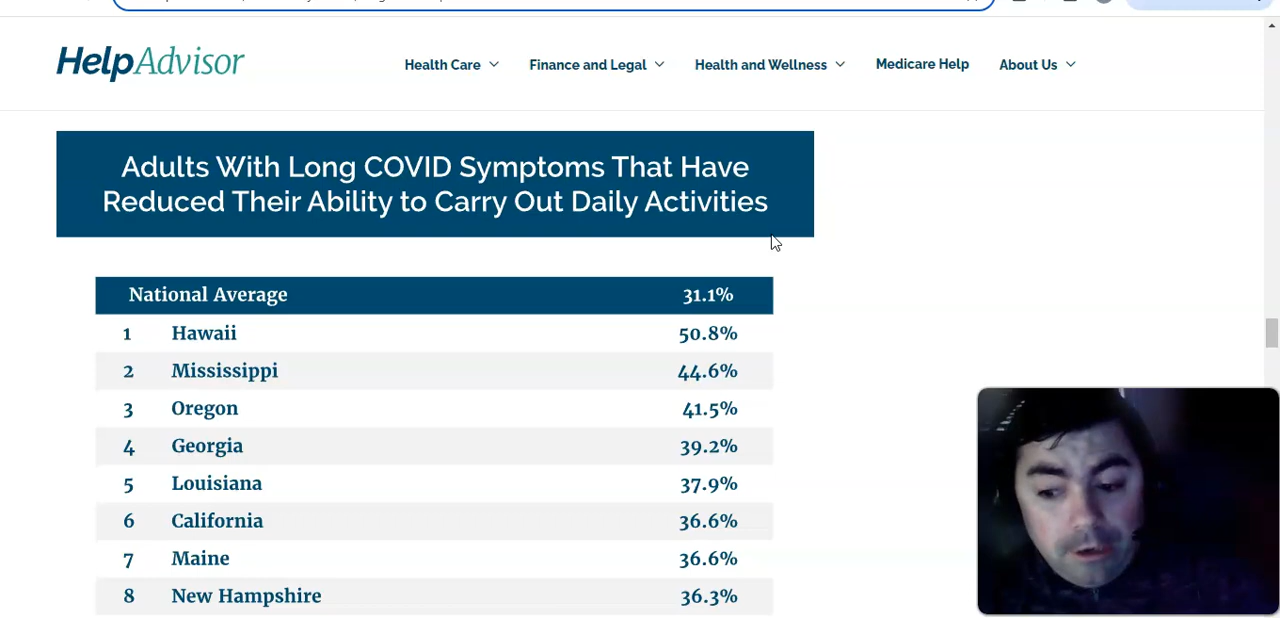 HelpAdvisor
Health Care
Finance and Legal
Health and Wellness
Medicare Help
About Us
Adults With Long COVID Symptoms That Have
Reduced Their Ability to Carry Out Daily Activities
National Average 31.1%
1 Hawaii 50.8%
2 Mississippi 44.6%
3 Oregon 41.5%
4 Georgia 39.2%
5 Louisiana 37.9%
6 California 36.6%
7 Maine 36.6%
8 New Hampshire 36.3%